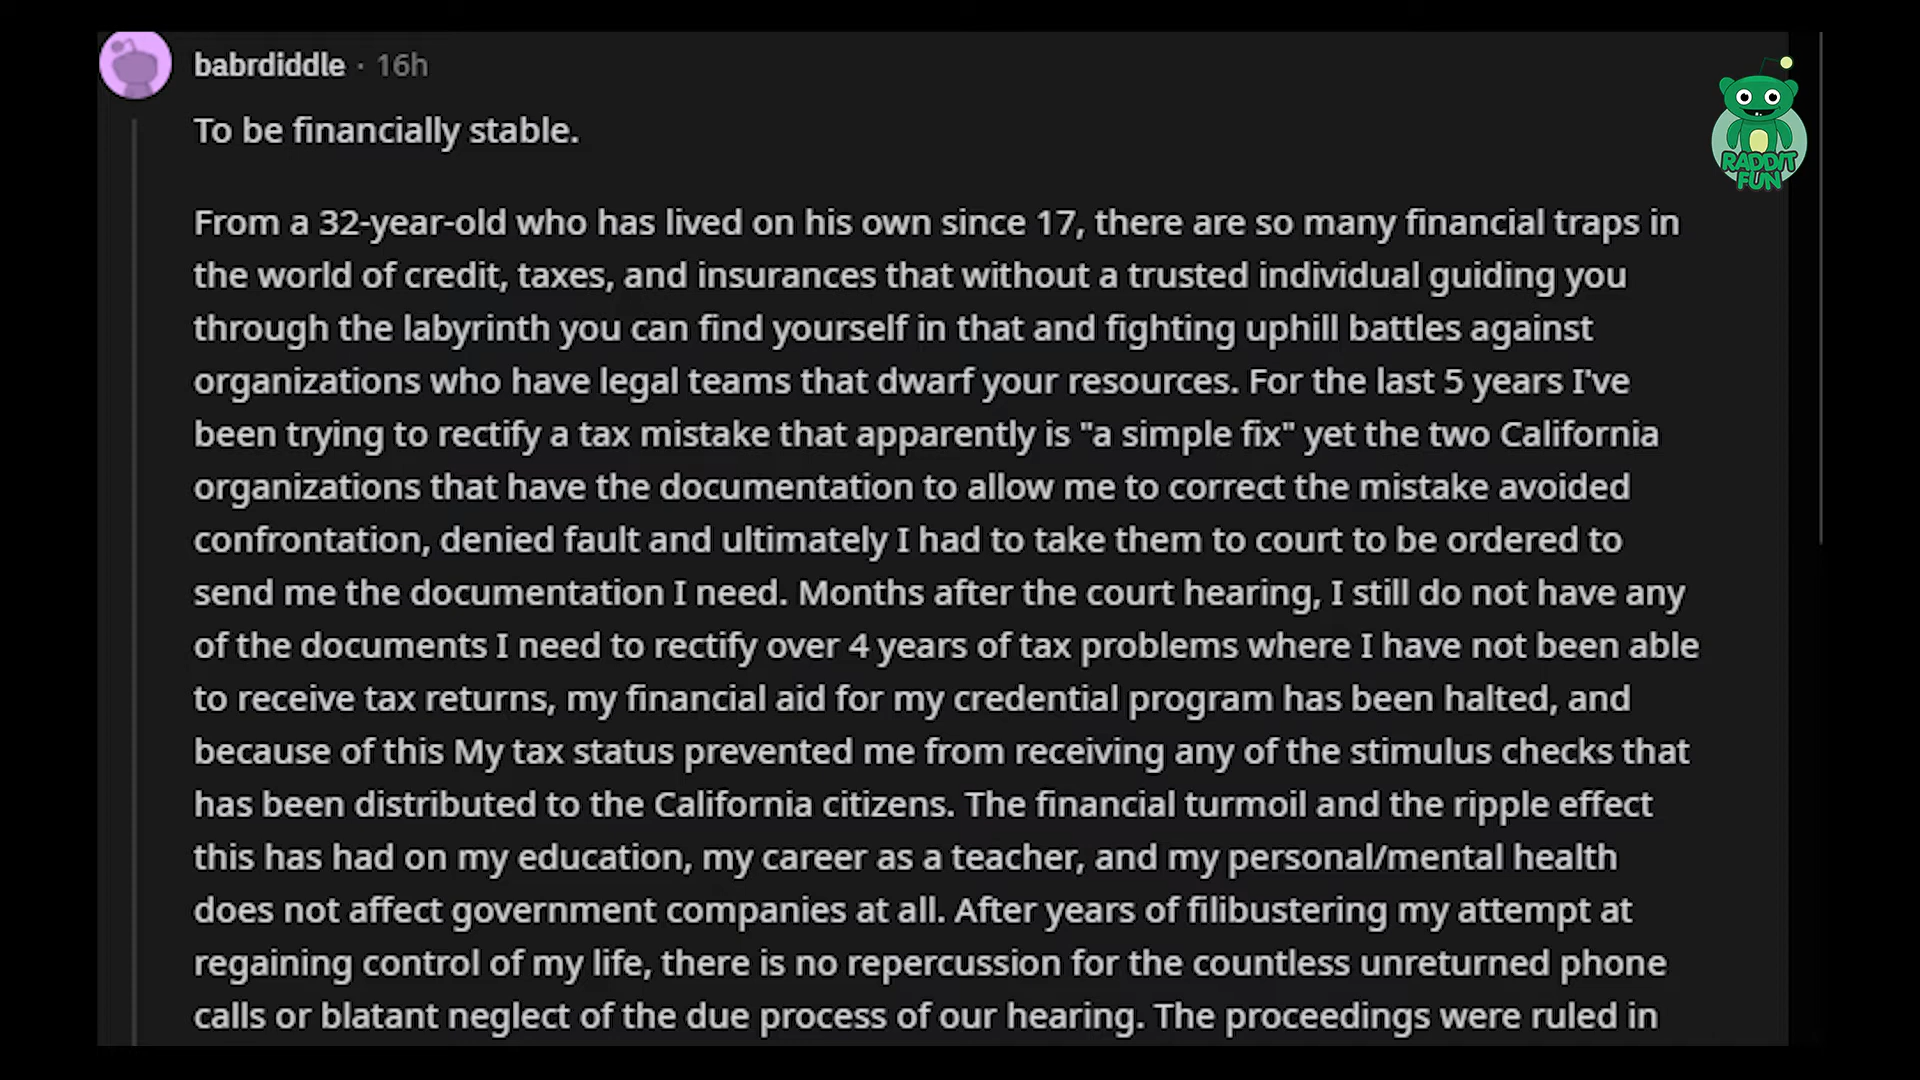 babrdiddle · 16h
To be financially stable.
From a 32-year-old who has lived on his own since 17, there are so many financial traps in
the world of credit, taxes, and insurances that without a trusted individual guiding you
through the labyrinth you can find yourself in that and fighting uphill battles against
organizations who have legal teams that dwarf your resources. For the last 5 years I've
been trying to rectify a tax mistake that apparently is "a simple fix" yet the two California
organizations that have the documentation to allow me to correct the mistake avoided
confrontation, denied fault and ultimately I had to take them to court to be ordered to
send me the documentation I need. Months after the court hearing, I still do not have any
of the documents I need to rectify over 4 years of tax problems where I have not been able
to receive tax returns, my financial aid for my credential program has been halted, and
because of this My tax status prevented me from receiving any of the stimulus checks that
has been distributed to the California citizens. The financial turmoil and the ripple effect
this has had on my education, my career as a teacher, and my personal/mental health
does not affect government companies at all. After years of filibustering my attempt at
regaining control of my life, there is no repercussion for the countless unreturned phone
calls or blatant neglect of the due process of our hearing. The proceedings were ruled in
RADDIT
FUN